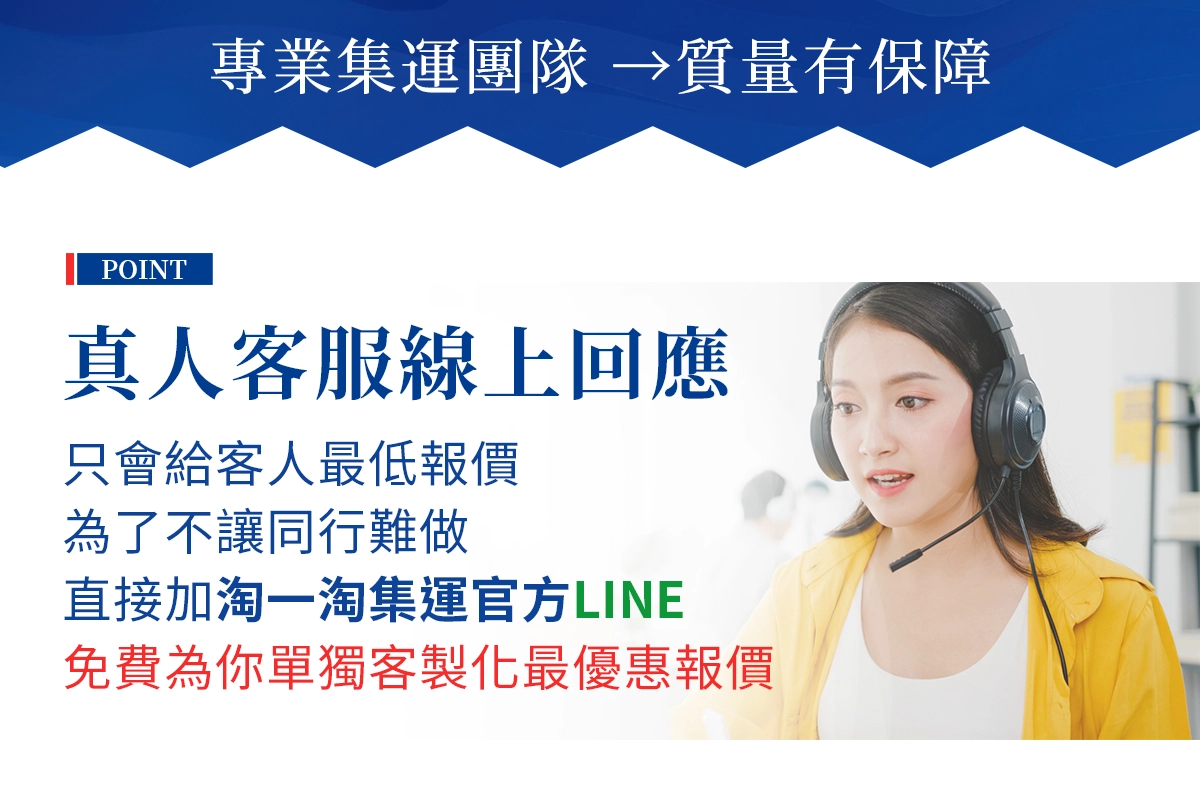 專業集運團隊 →質量有保障
POINT
真人客服線上回應
只會給客人最低報價
為了不讓同行難做
直接加淘一淘集運官方LINE
免費為你單獨客製化最優惠報價